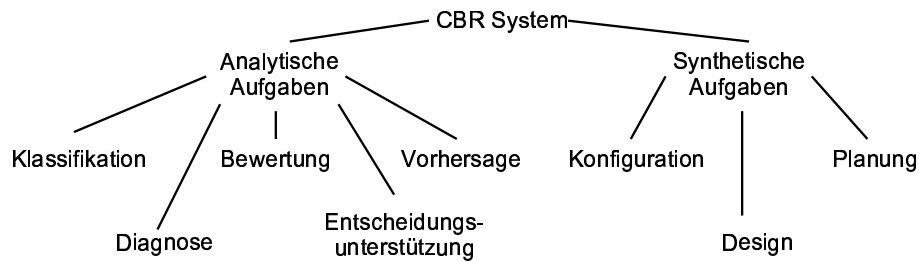 CBR System
Analytische
Aufgaben
Synthetische
Aufgaben
Klassifikation
Bewertung
Vorhersage
Konfiguration
Planung
Diagnose
Entscheidungs-
unterstützung
Design